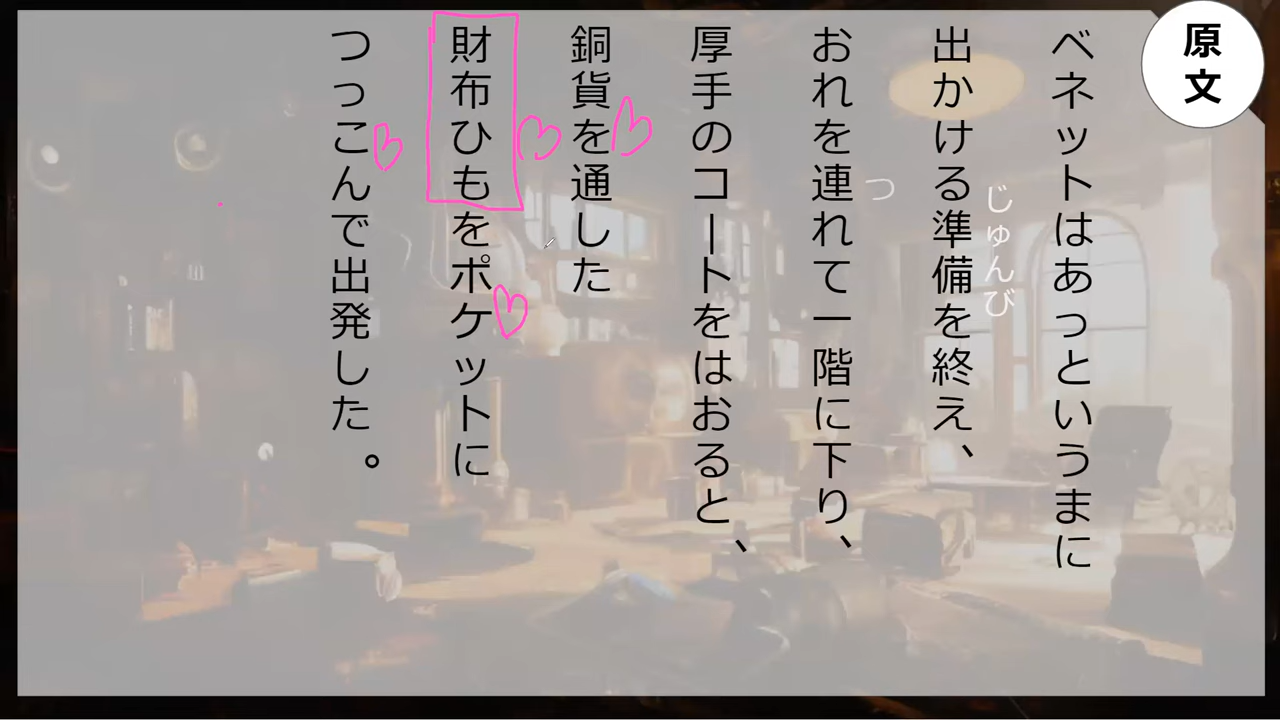 原文
ベネットはあっというまに
じゅんび
出かける準備を終え、
つ
おれを連れて一階に下り、
厚手のコートをはおると、
銅貨を通した
財布ひもをポケットに
つっこんで出発した。